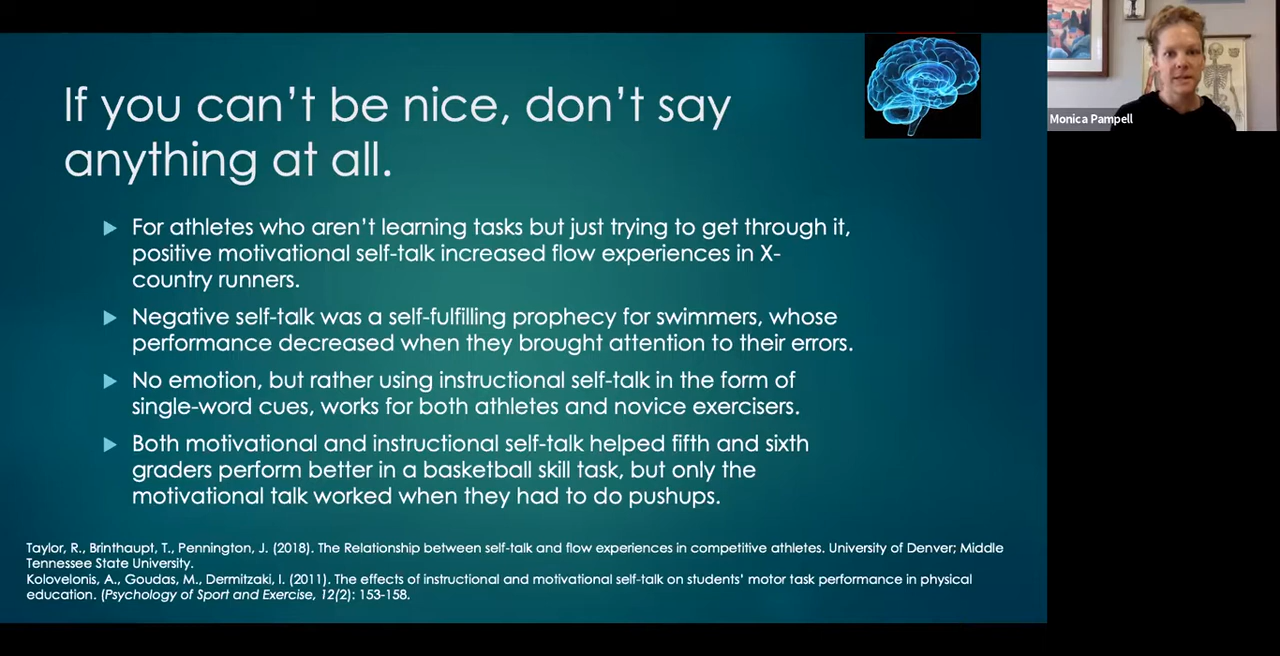 If you can't be nice, don't say
anything at all.
For athletes who aren't learning tasks but just trying to get through it,
positive motivational self-talk increased flow experiences in X-
country runners.
Negative self-talk was a self-fulfilling prophecy for swimmers, whose
performance decreased when they brought attention to their errors.
No emotion, but rather using instructional self-talk in the form of
single-word cues, works for both athletes and novice exercisers.
Both motivational and instructional self-talk helped fifth and sixth
graders perform better in a basketball skill task, but only the
motivational talk worked when they had to do pushups.
Taylor, R., Brinthaupt, T., Pennington, J. (2018). The Relationship between self-talk and flow experiences in competitive athletes. University of Denver; Middle
Tennessee State University.
Kolovelonis, A., Goudas, M., Dermitzaki, I. (2011). The effects of instructional and motivational self-talk on students' motor task performance in physical
education. (Psychology of Sport and Exercise, 12(2): 153-158.
Monica Pampell